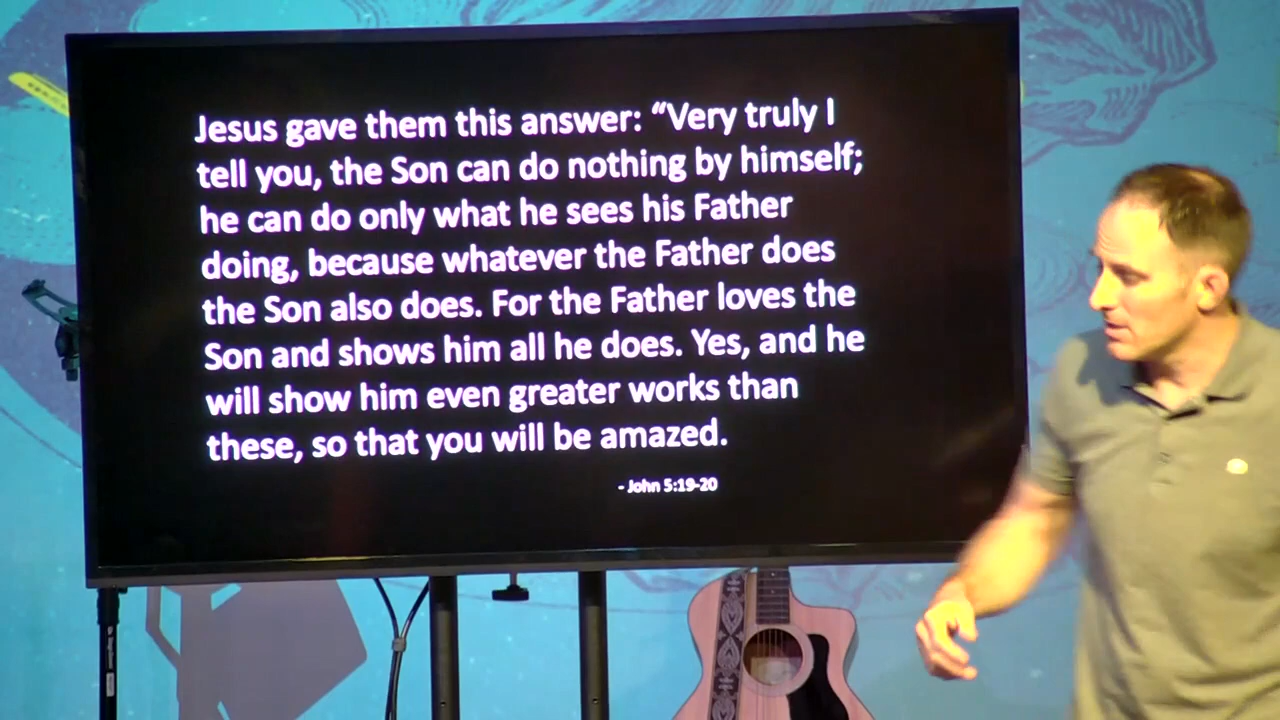 Jesus gave them this answer: “Very truly I
tell you, the Son can do nothing by himself;
he can do only what he sees his Father
doing, because whatever the Father does
the Son also does. For the Father loves the
Son and shows him all he does. Yes, and he
will show him even greater works than
these, so that you will be amazed.
- John 5:19-20